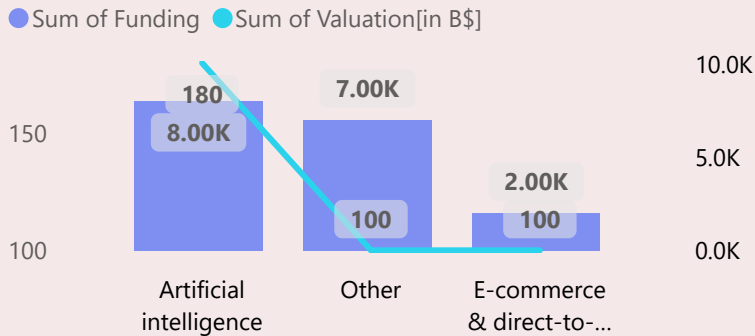 Sum of Funding Sum of Valuation[in B$]
10.0K
180
7.00K
150
8.00K
5.0K
2.00K
100
100
100
0.0K
Artificial
intelligence
Other
E-commerce
& direct-to-...